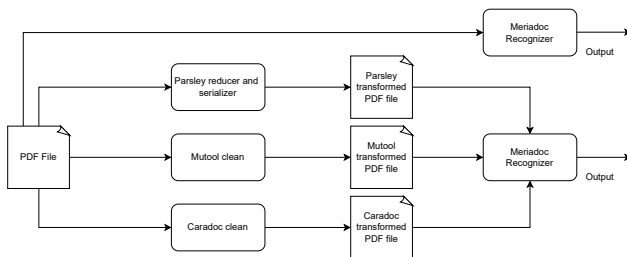 Meriadoc
Recognizer
Output
Parsley reducer and
serializer
Parsley
transformed
PDF file
PDF File
Mutool clean
Mutool
transformed
PDF file
Meriadoc
Recognizer
Output
Caradoc clean
Caradoc
transformed
PDF file